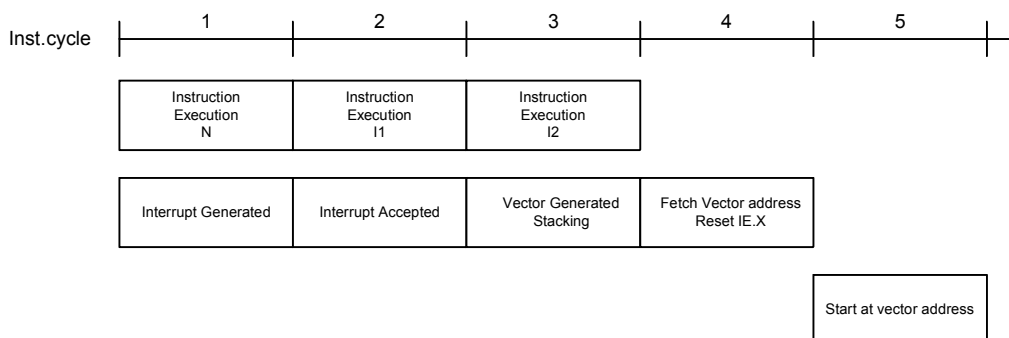 Inst.cycle
1
2
3
4
5
Instruction
Execution
N
Instruction
Execution
I1
Instruction
Execution
I2
Interrupt Generated
Interrupt Accepted
Vector Generated
Stacking
Fetch Vector address
Reset IE.X
Start at vector address